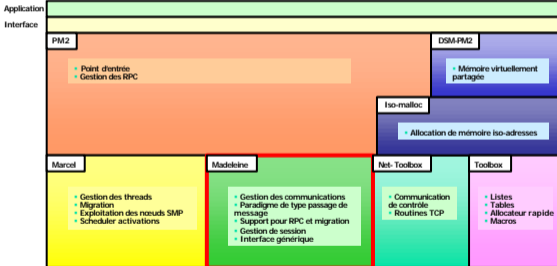 Application
Interface
PM2
• Point d'entrée
• Gestion des RPC
DSM-PM2
• Mémoire virtuellement
partagée
Iso-malloc
• Allocation de mémoire iso-adresses
Marcel
• Gestion des threads
• Migration
• Exploitation des nœuds SMP
• Scheduler activations
Madeleine
• Gestion des communications
• Paradigme de type passage de
message
• Support pour RPC et migration
• Gestion de session
• Interface générique
Net-Toolbox
• Communication
de contrôle
• Routines TCP
Toolbox
• Listes
• Tables
• Allocateur rapide
• Macros